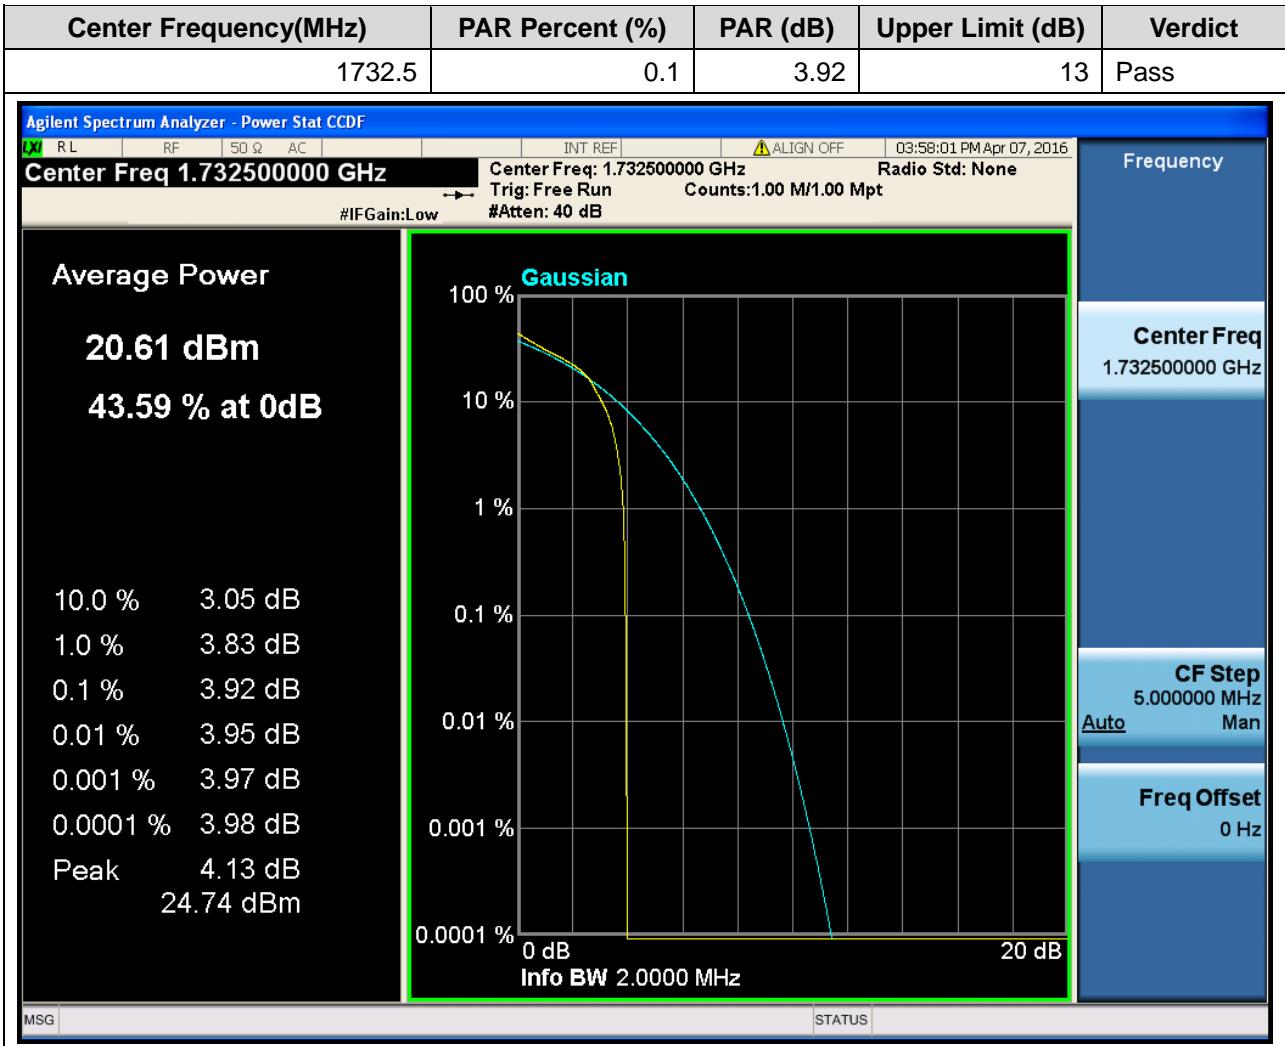 Center Frequency(MHz) PAR Percent (%) PAR (dB) Upper Limit (dB) Verdict
1732.5 0.1 3.92 13 Pass
Agilent Spectrum Analyzer - Power Stat CCDF
LXI RL RF 50 Ω AC INT REF ALIGN OFF 03:58:01 PM Apr 07, 2016
Center Freq 1.732500000 GHz
Center Freq: 1.732500000 GHz Radio Std: None
Trig: Free Run Counts:1.00 M/1.00 Mpt
#IFGain:Low #Atten: 40 dB
Frequency
Average Power
20.61 dBm
43.59 % at 0dB
10.0 % 3.05 dB
1.0 % 3.83 dB
0.1 % 3.92 dB
0.01 % 3.95 dB
0.001 % 3.97 dB
0.0001 % 3.98 dB
Peak 4.13 dB
24.74 dBm
Gaussian
100 %
10 %
1 %
0.1 %
0.01 %
0.001 %
0.0001 %
0 dB 20 dB
Info BW 2.0000 MHz
Center Freq
1.732500000 GHz
CF Step
5.000000 MHz
Auto Man
Freq Offset
0 Hz
MSG STATUS